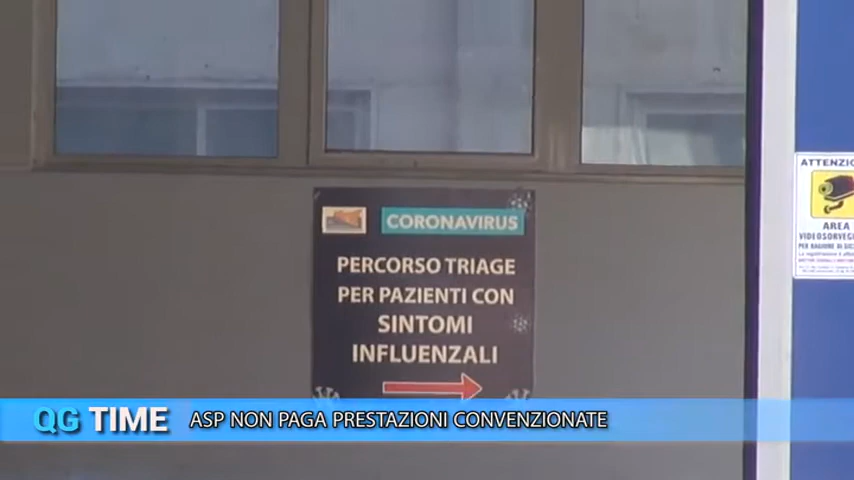 CORONAVIRUS
PERCORSO TRIAGE
PER PAZIENTI CON
SINTOMI
INFLUENZALI
ATTENZIO
AREA
VIDEOSORVEG
PER RAGIONE DI SIC
QG TIME
ASP NON PAGA PRESTAZIONI CONVENZIONATE